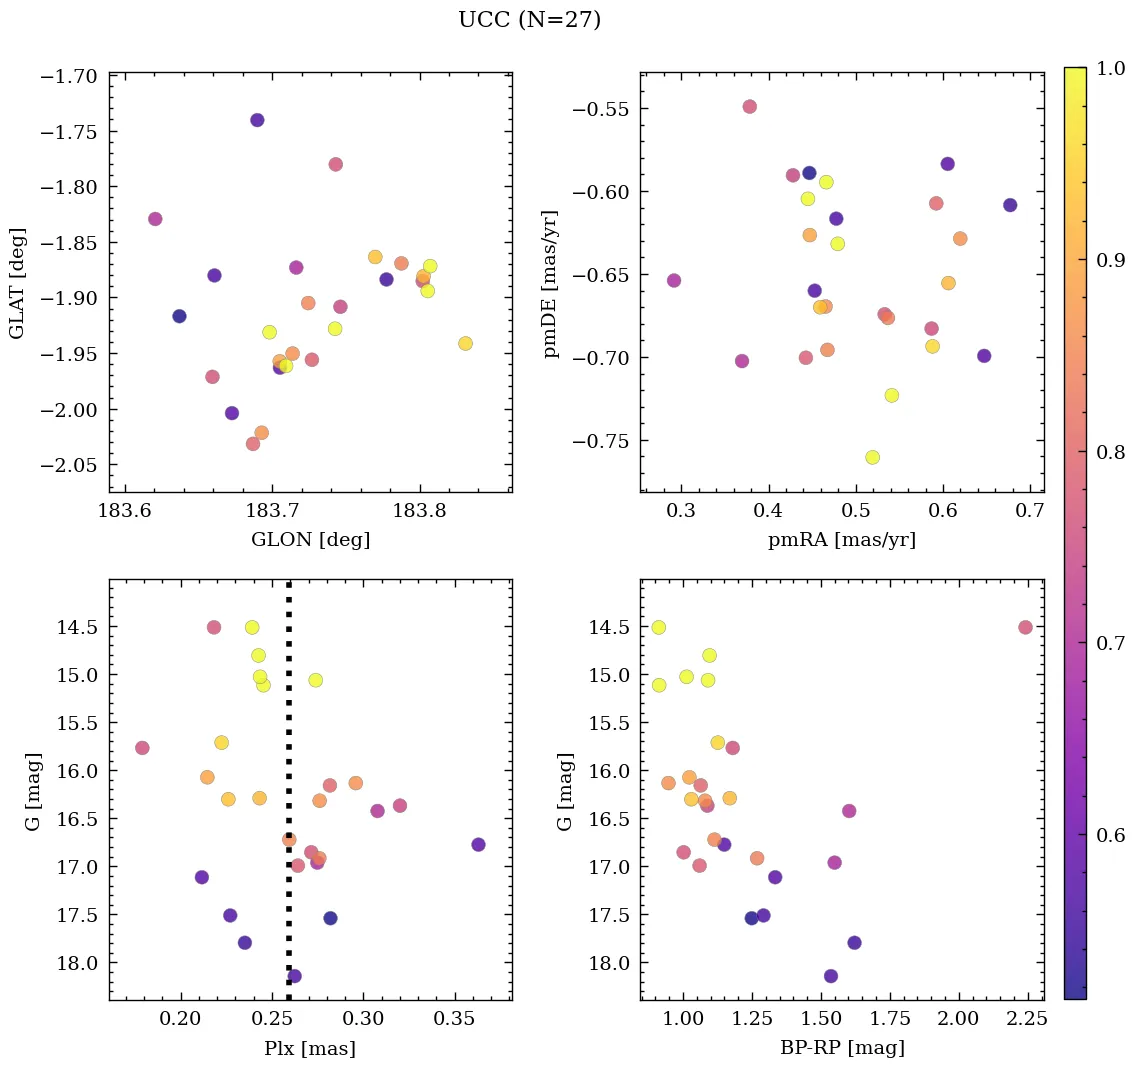 UCC (N=27)
−1.70
−1.75
−1.80
−1.85
−1.90
−1.95
−2.00
−2.05
GLAT [deg]
183.6 183.7 183.8
GLON [deg]
−0.55
−0.60
−0.65
−0.70
−0.75
pmDE [mas/yr]
0.3 0.4 0.5 0.6 0.7
pmRA [mas/yr]
1.0
0.9
0.8
0.7
0.6
14.5
15.0
15.5
16.0
16.5
17.0
17.5
18.0
G [mag]
0.20 0.25 0.30 0.35
Plx [mas]
14.5
15.0
15.5
16.0
16.5
17.0
17.5
18.0
G [mag]
1.00 1.25 1.50 1.75 2.00 2.25
BP-RP [mag]